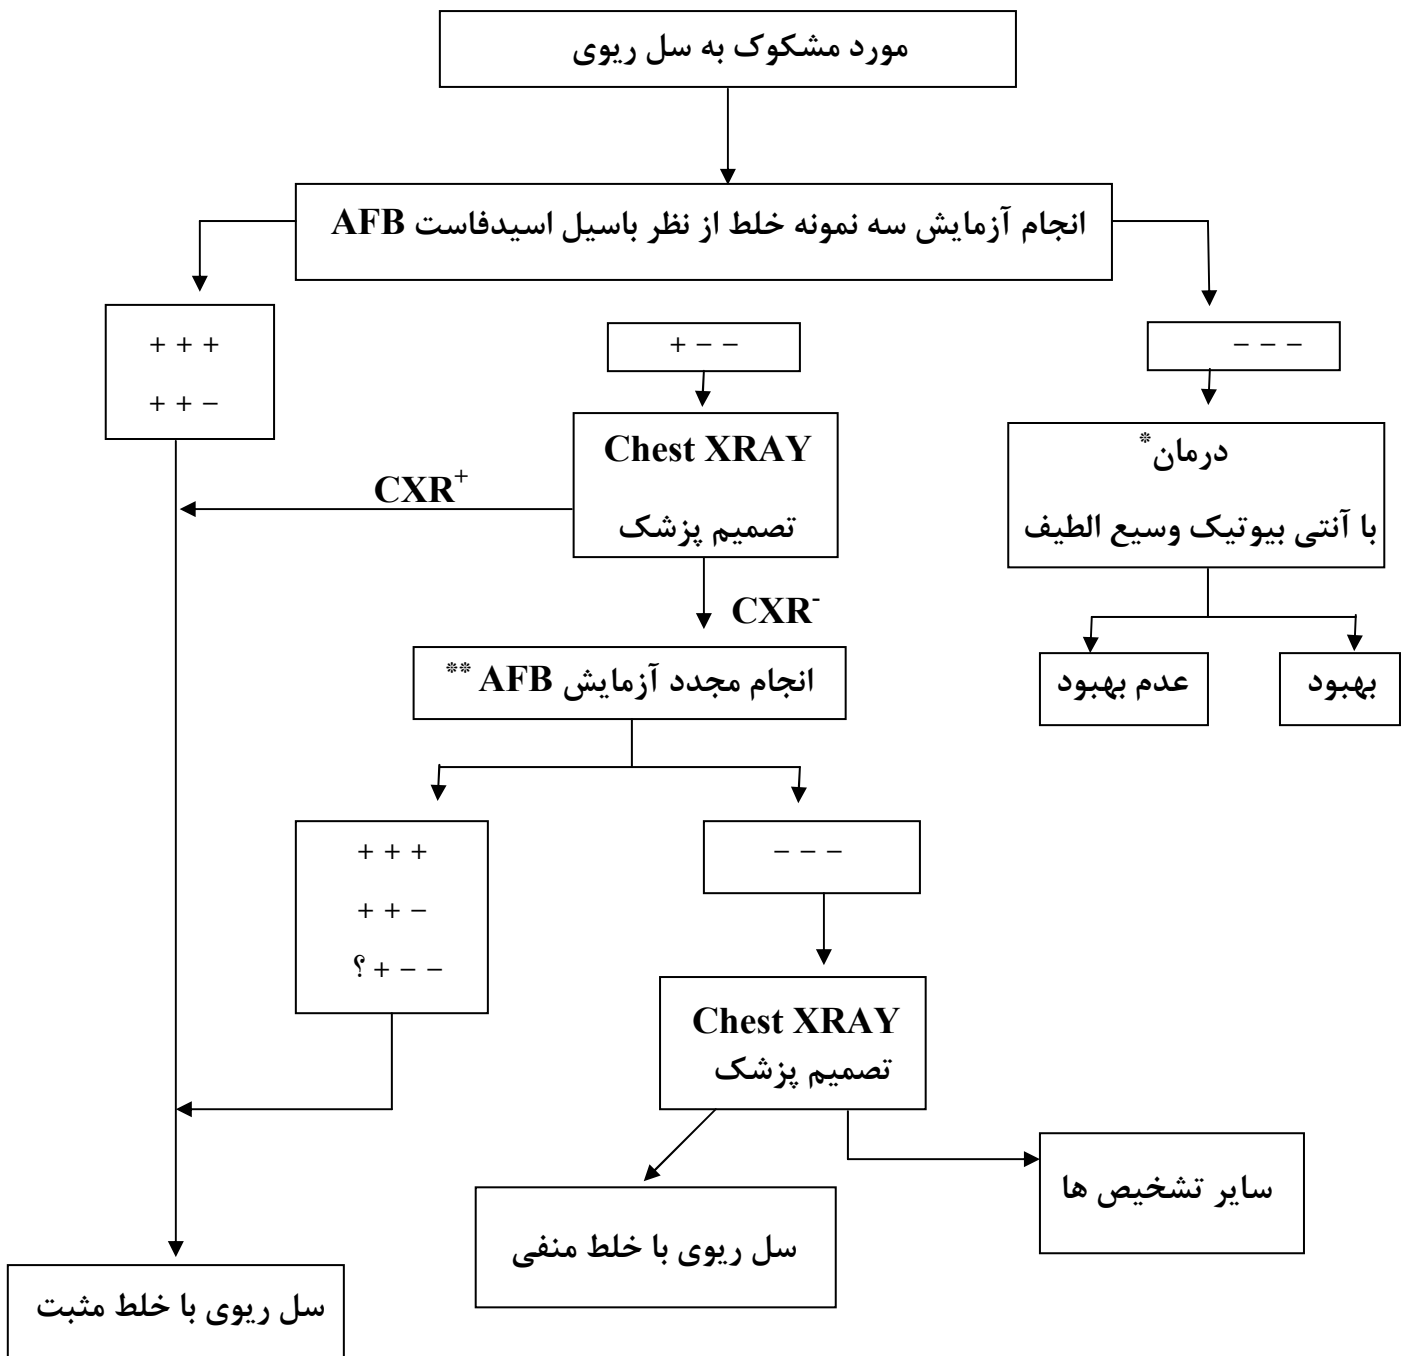 مورد مشکوک به سل ریوی
انجام آزمایش سه نمونه خلط از نظر باسیل اسیدفاست AFB
+ + +
+ + −
+ − −
− − −
Chest XRAY
تصمیم پزشک
CXR⁺
CXR⁻
درمان*
با آنتی بیوتیک وسیع الطیف
عدم بهبود
بهبود
انجام مجدد آزمایش AFB **
+ + +
+ + −
؟ + − −
− − −
Chest XRAY
تصمیم پزشک
سایر تشخیص ها
سل ریوی با خلط منفی
سل ریوی با خلط مثبت